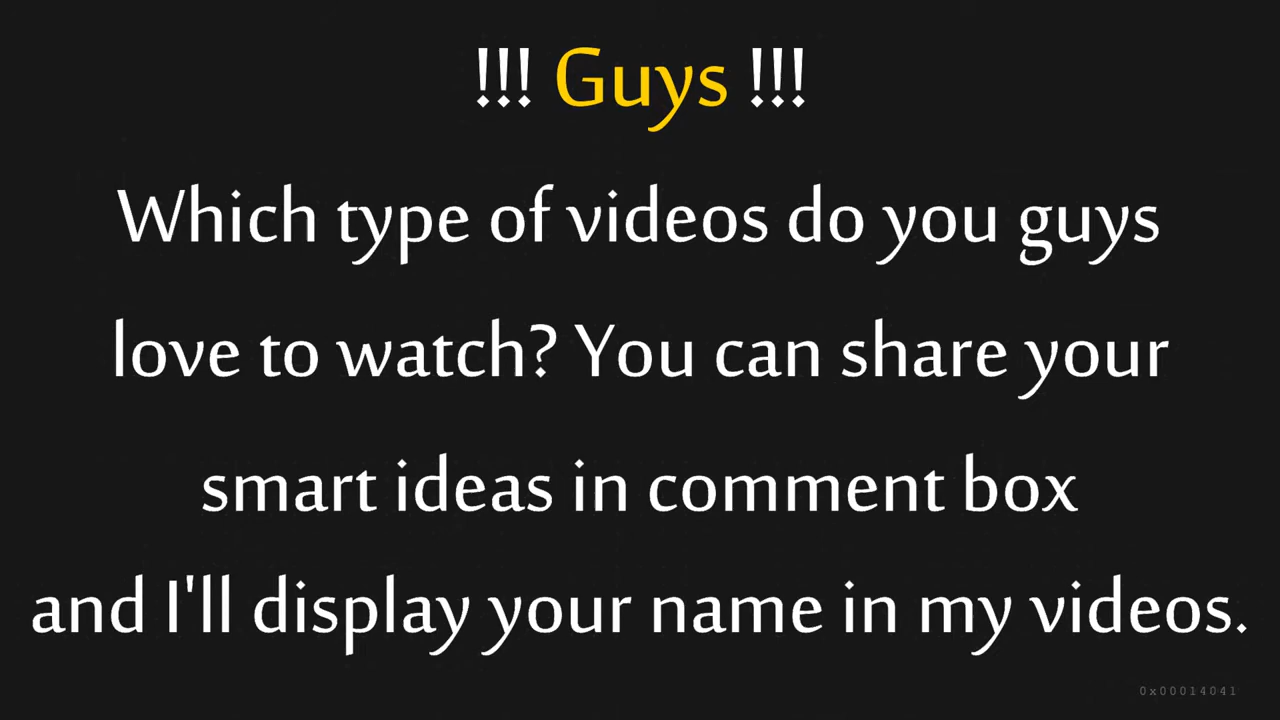 !!! Guys !!!
Which type of videos do you guys
love to watch? You can share your
smart ideas in comment box
and I'll display your name in my videos.
0x00014041